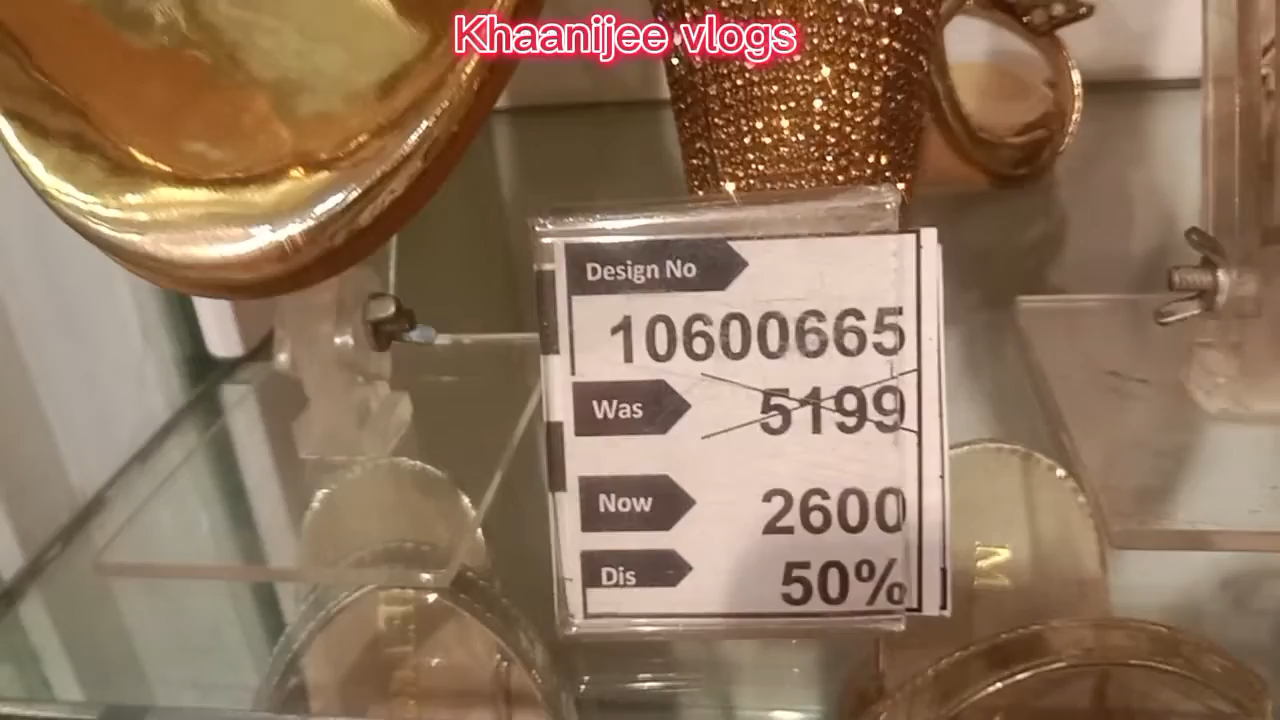 Khaanijee vlogs
Design No
10600665
Was 5199
Now 2600
Dis 50%
M